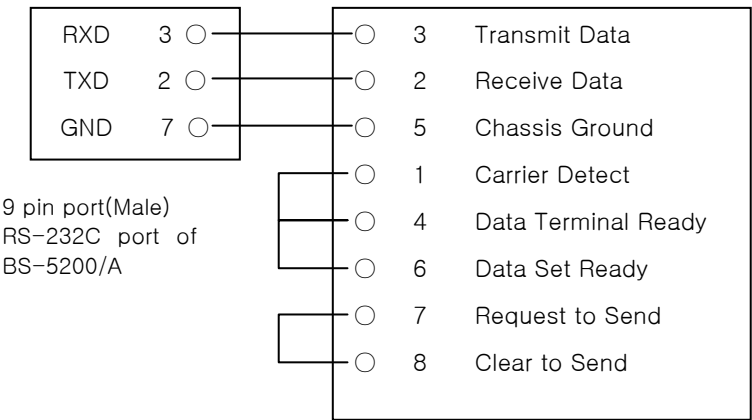 RXD 3
TXD 2
GND 7
9 pin port(Male)
RS-232C port of
BS-5200/A
3 Transmit Data
2 Receive Data
5 Chassis Ground
1 Carrier Detect
4 Data Terminal Ready
6 Data Set Ready
7 Request to Send
8 Clear to Send